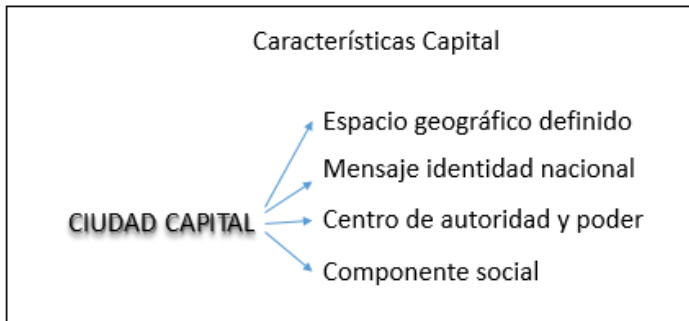 Características Capital
Espacio geográfico definido
Mensaje identidad nacional
CIUDAD CAPITAL
Centro de autoridad y poder
Componente social